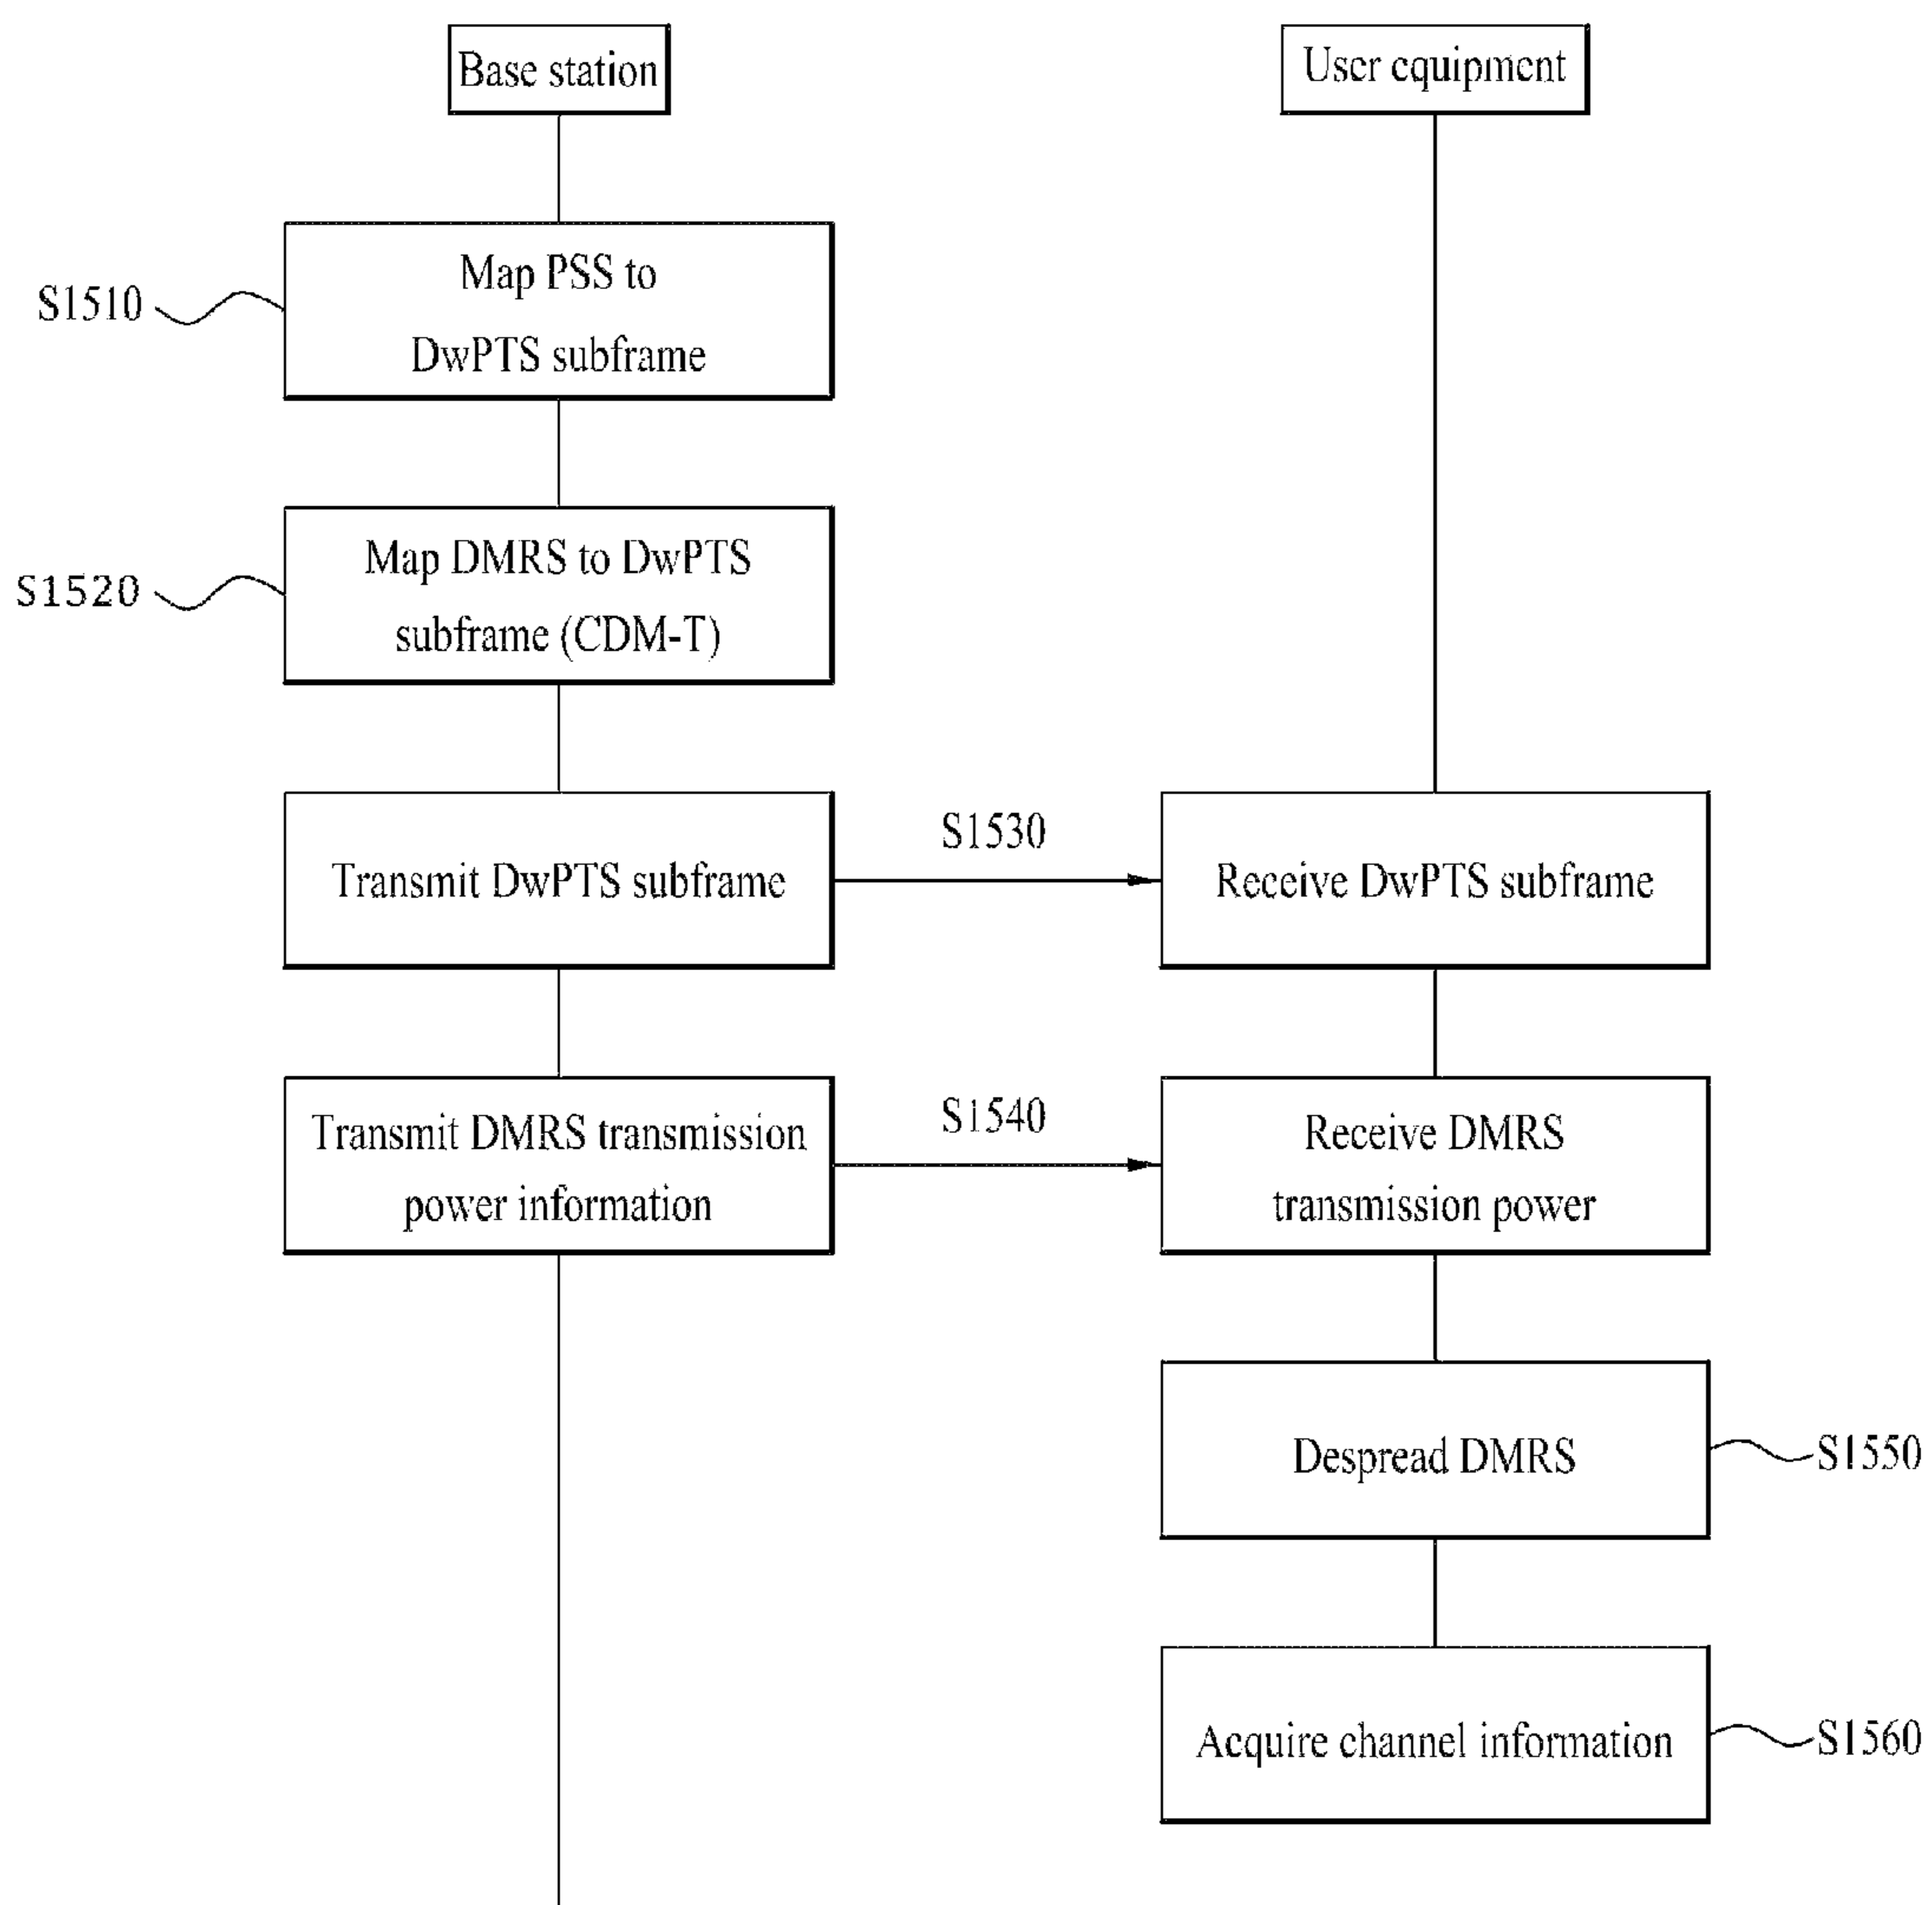 Base station
User equipment
Map PSS to
DwPTS subframe
S1510
Map DMRS to DwPTS
subframe (CDM-T)
S1520
Transmit DwPTS subframe
S1530
Receive DwPTS subframe
Transmit DMRS transmission
power information
S1540
Receive DMRS
transmission power
Despread DMRS
S1550
Acquire channel information
S1560